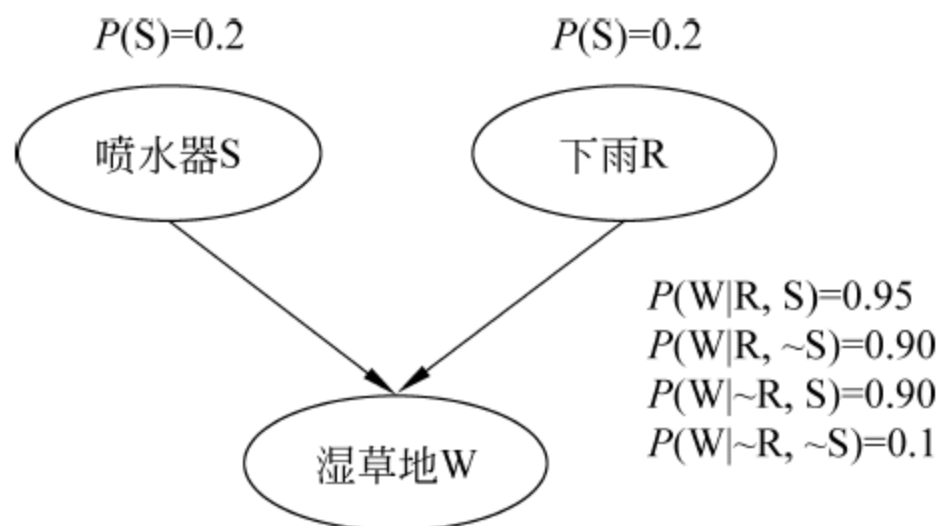 P(S)=0.2
P(S)=0.2
喷水器S
下雨R
P(W|R, S)=0.95
P(W|R, ~S)=0.90
P(W|~R, S)=0.90
P(W|~R, ~S)=0.1
湿草地W